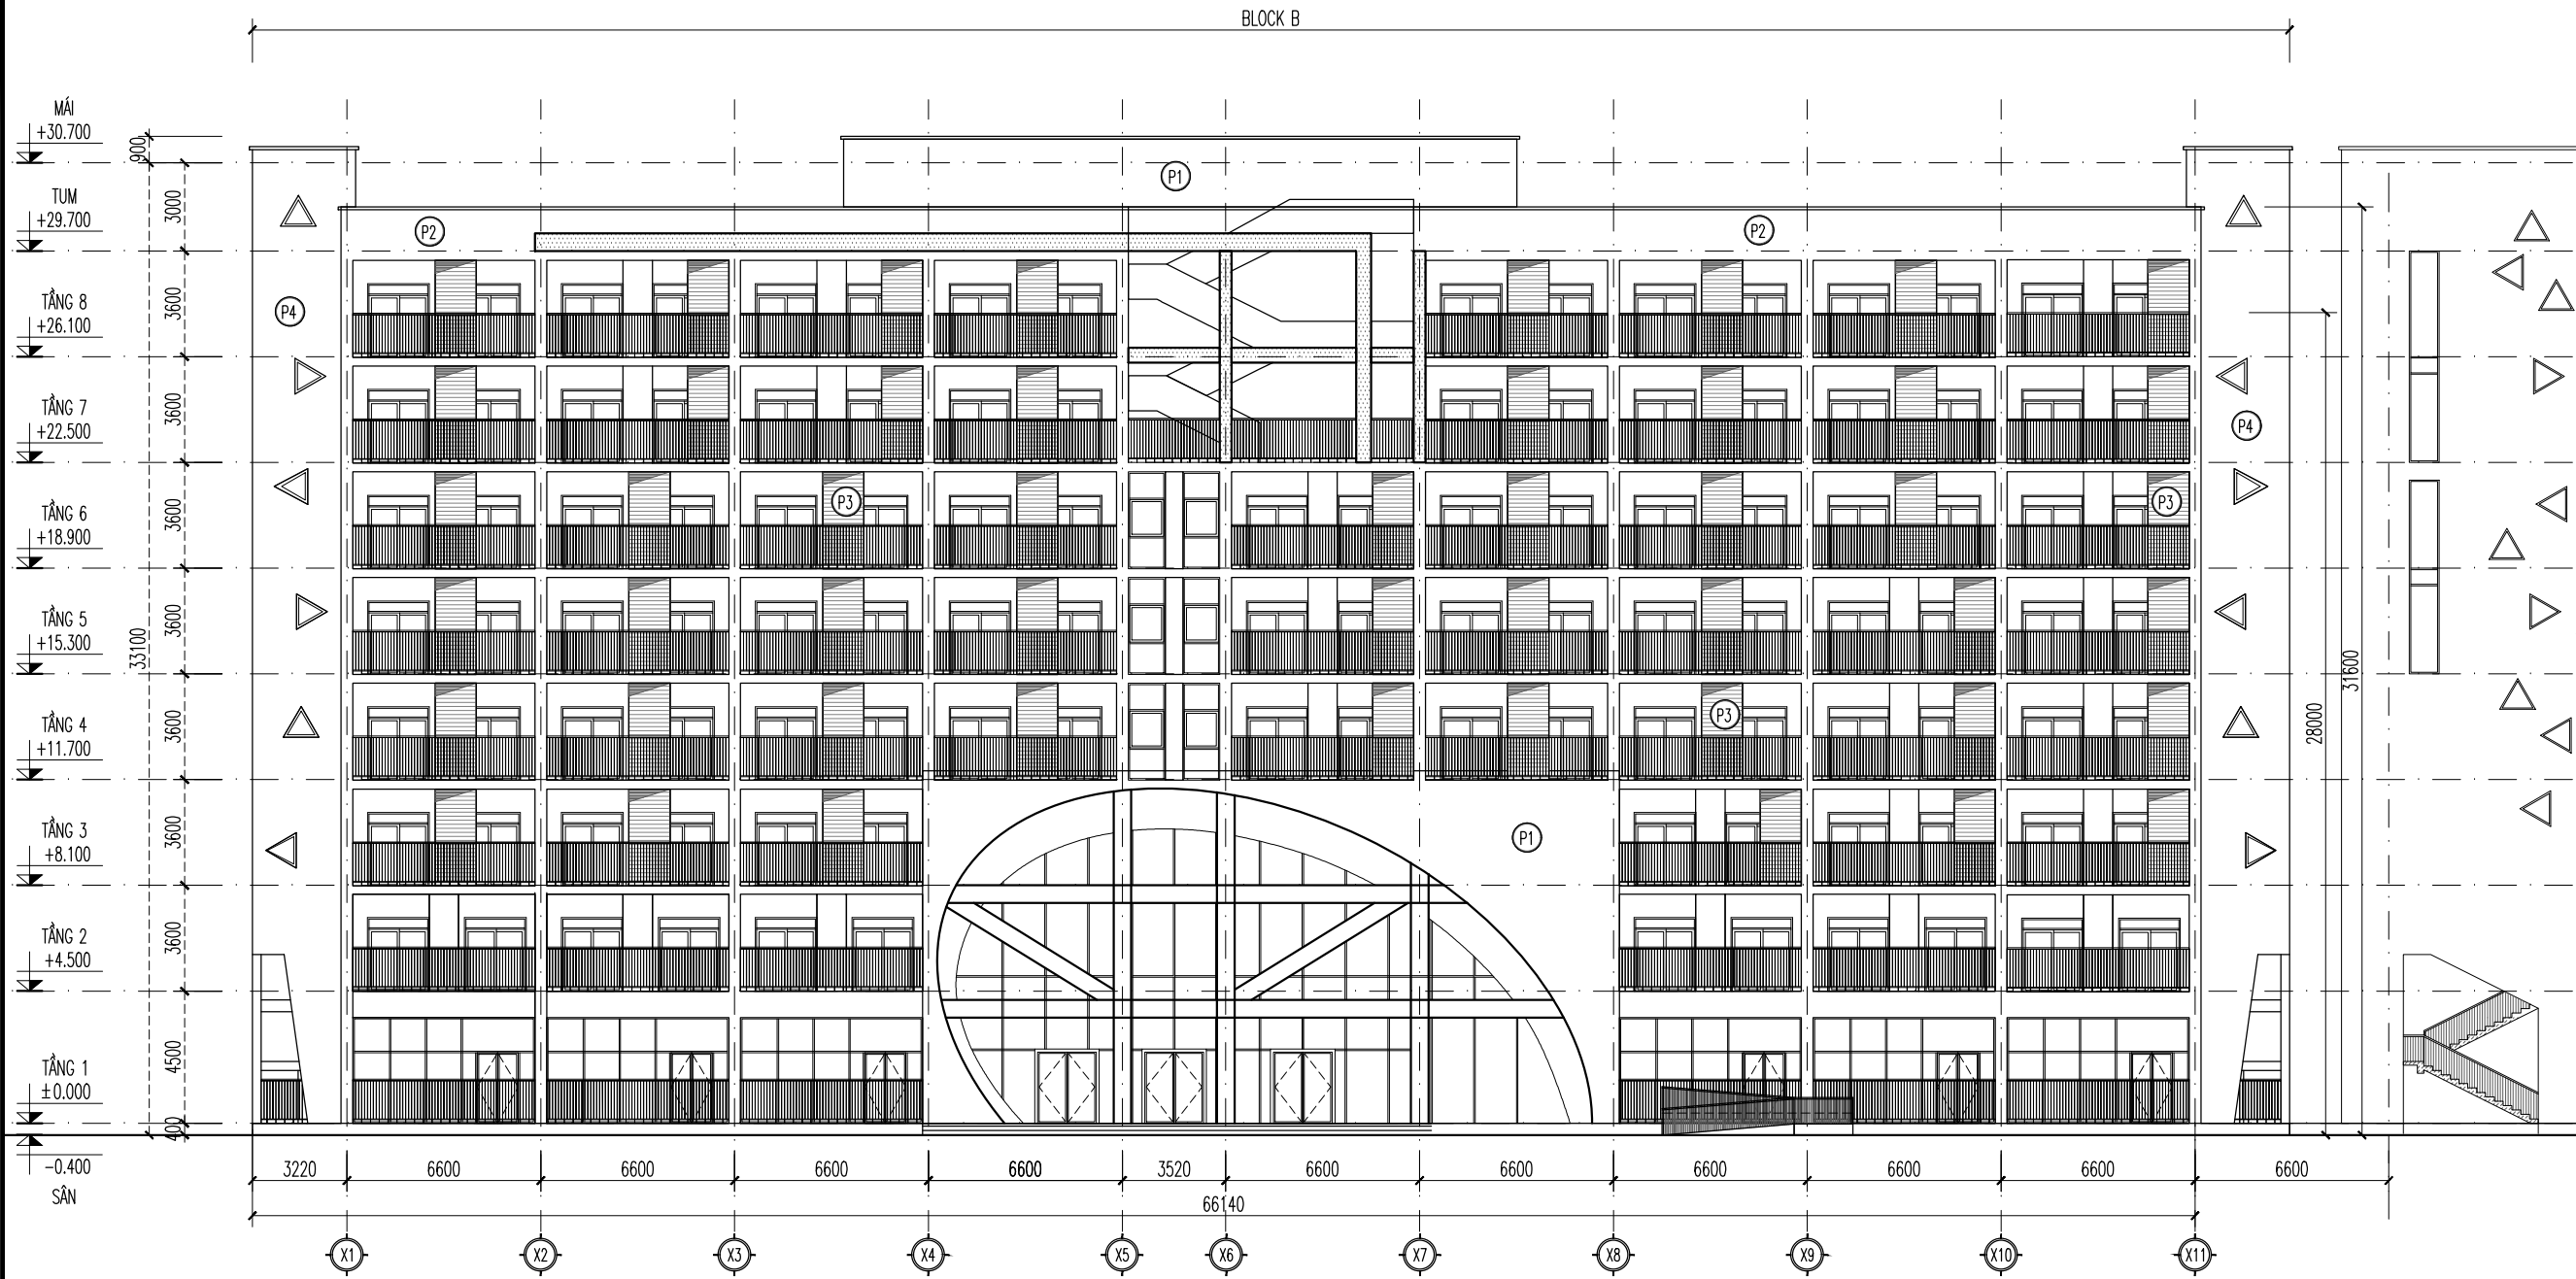 BLOCK B
MÁI
+30.700
900
P1
TUM
+29.700
3000
P2
P2
TẦNG 8
+26.100
3600
P4
TẦNG 7
+22.500
3600
P4
TẦNG 6
+18.900
3600
P3
P3
TẦNG 5
+15.300
33100
3600
31600
TẦNG 4
+11.700
3600
P3
28000
TẦNG 3
+8.100
3600
P1
TẦNG 2
+4.500
3600
TẦNG 1
±0.000
4500
400
-0.400
SÂN
3220 6600 6600 6600 6600 3520 6600 6600 6600 6600 6600 6600
66140
X1 X2 X3 X4 X5 X6 X7 X8 X9 X10 X11